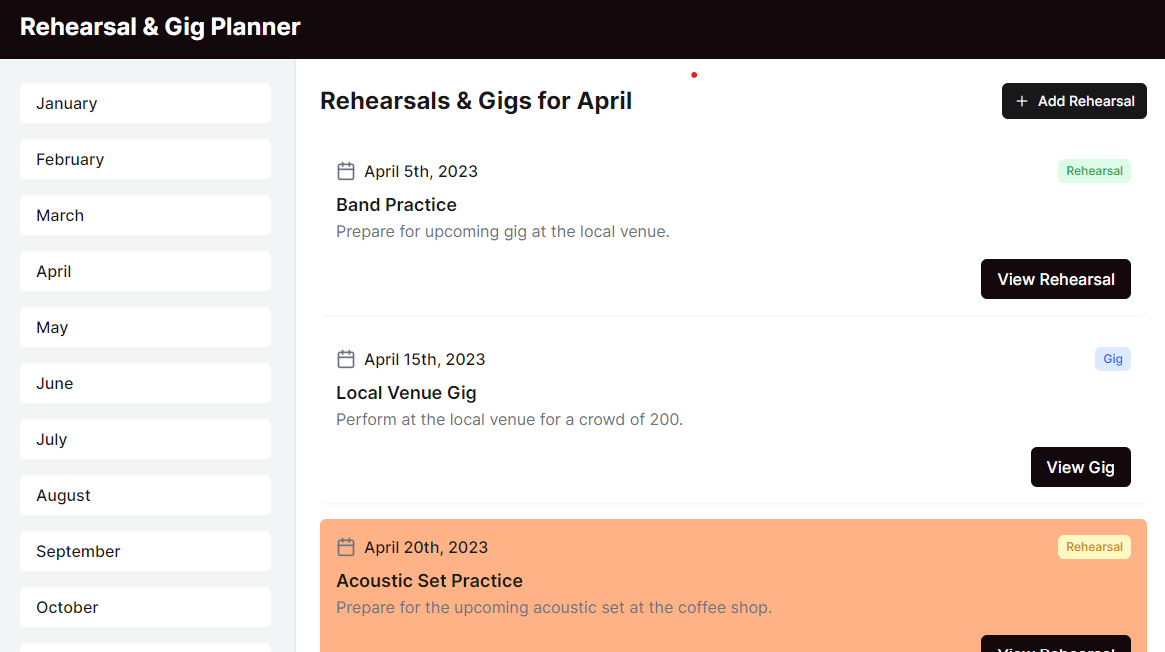 Rehearsal & Gig Planner
January
February
March
April
May
June
July
August
September
October
Rehearsals & Gigs for April
Add Rehearsal
April 5th, 2023
Rehearsal
Band Practice
Prepare for upcoming gig at the local venue.
View Rehearsal
April 15th, 2023
Gig
Local Venue Gig
Perform at the local venue for a crowd of 200.
View Gig
April 20th, 2023
Rehearsal
Acoustic Set Practice
Prepare for the upcoming acoustic set at the coffee shop.
View Rehearsal